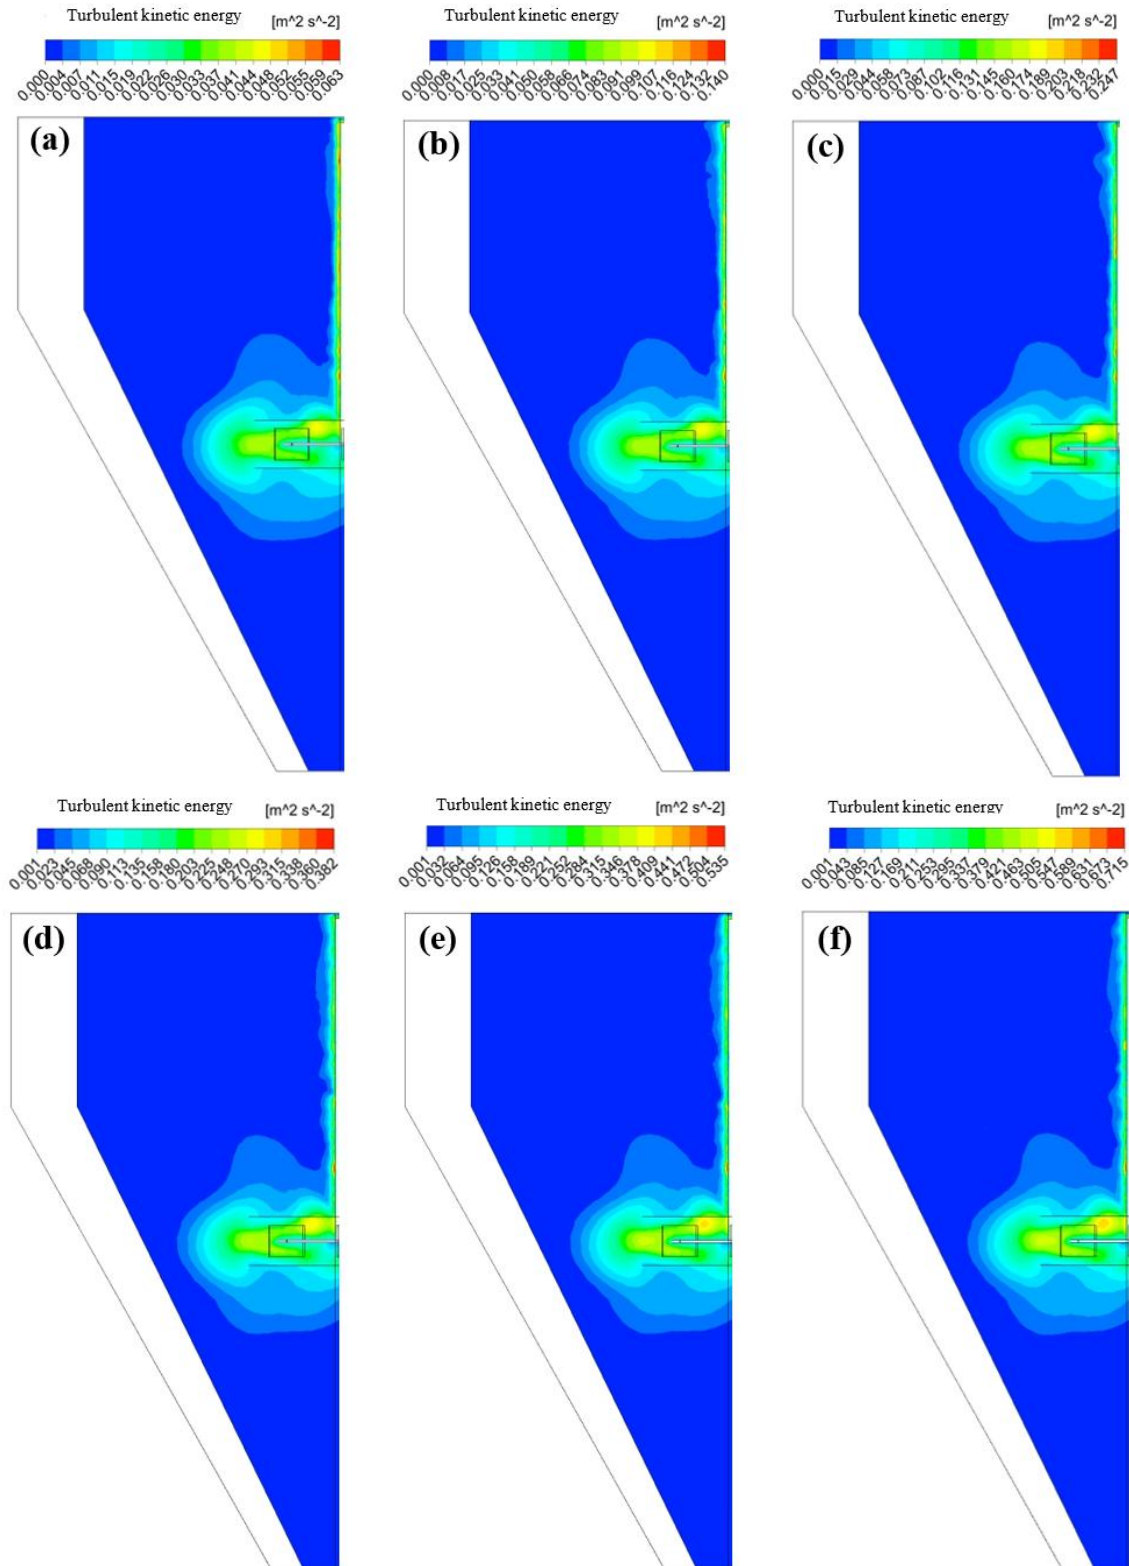 Turbulent kinetic energy [m^2 s^-2]
0.000 0.004 0.007 0.011 0.015 0.019 0.022 0.026 0.030 0.033 0.037 0.041 0.044 0.048 0.052 0.055 0.059 0.063
(a)
Turbulent kinetic energy [m^2 s^-2]
0.000 0.008 0.017 0.025 0.033 0.041 0.050 0.058 0.066 0.074 0.083 0.091 0.099 0.107 0.116 0.124 0.132 0.140
(b)
Turbulent kinetic energy [m^2 s^-2]
0.000 0.015 0.029 0.044 0.058 0.073 0.087 0.102 0.116 0.131 0.145 0.160 0.174 0.189 0.203 0.218 0.232 0.247
(c)
Turbulent kinetic energy [m^2 s^-2]
0.001 0.023 0.045 0.068 0.090 0.113 0.135 0.158 0.180 0.203 0.225 0.248 0.270 0.293 0.315 0.338 0.360 0.382
(d)
Turbulent kinetic energy [m^2 s^-2]
0.001 0.032 0.064 0.095 0.126 0.158 0.189 0.221 0.252 0.284 0.315 0.346 0.378 0.409 0.441 0.472 0.504 0.535
(e)
Turbulent kinetic energy [m^2 s^-2]
0.001 0.043 0.085 0.127 0.169 0.211 0.253 0.295 0.337 0.379 0.421 0.463 0.505 0.547 0.589 0.631 0.673 0.715
(f)